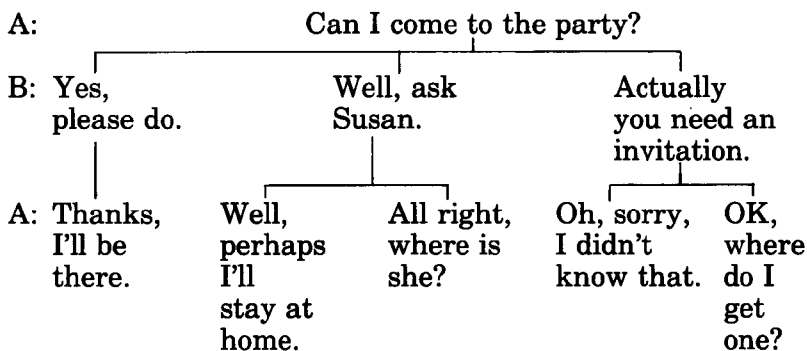 A: Can I come to the party?
B: Yes, please do.
Well, ask Susan.
Actually you need an invitation.
A: Thanks, I'll be there.
Well, perhaps I'll stay at home.
All right, where is she?
Oh, sorry, I didn't know that.
OK, where do I get one?